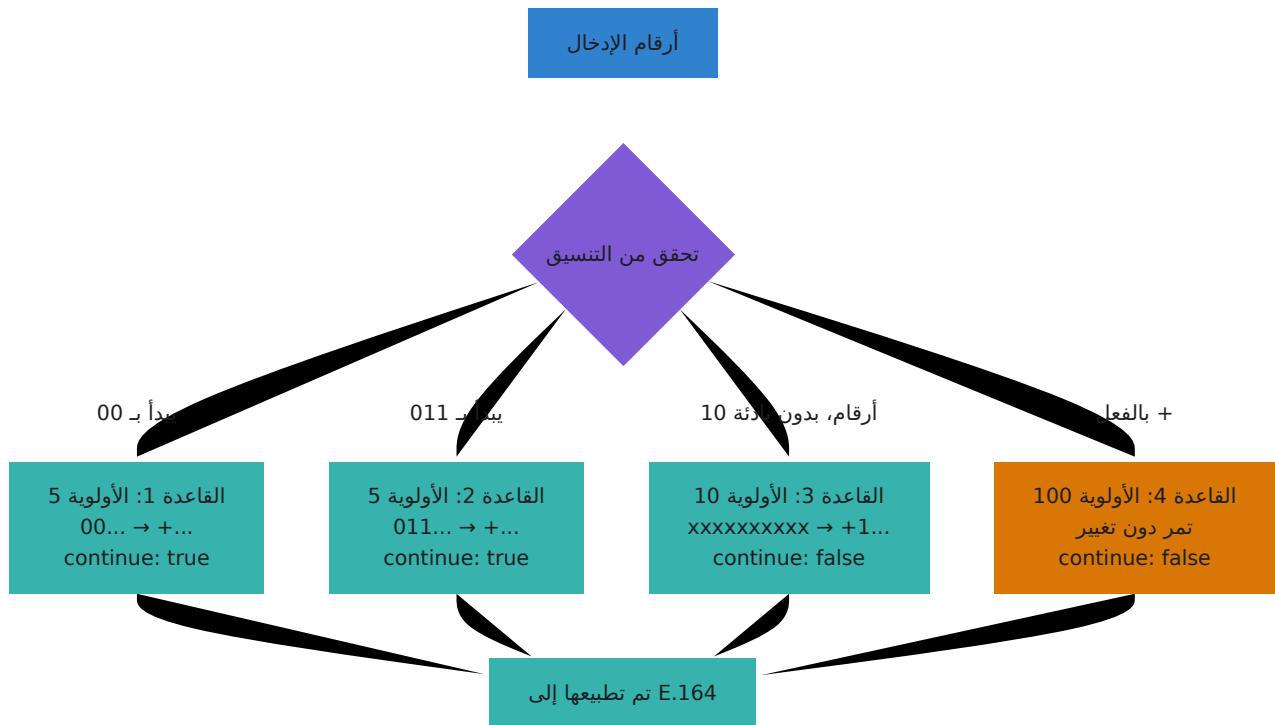 أرقام الإدخال
تحقق من التنسيق
يبدأ بـ 00
يبدأ بـ 011
10 أرقام، بدون بادئة
+ بالفعل
القاعدة 1: الأولوية 5
00... → +...
continue: true
القاعدة 2: الأولوية 5
011... → +...
continue: true
القاعدة 3: الأولوية 10
xxxxxxxxxx → +1...
continue: false
القاعدة 4: الأولوية 100
تمر دون تغيير
continue: false
تم تطبيعها إلى E.164